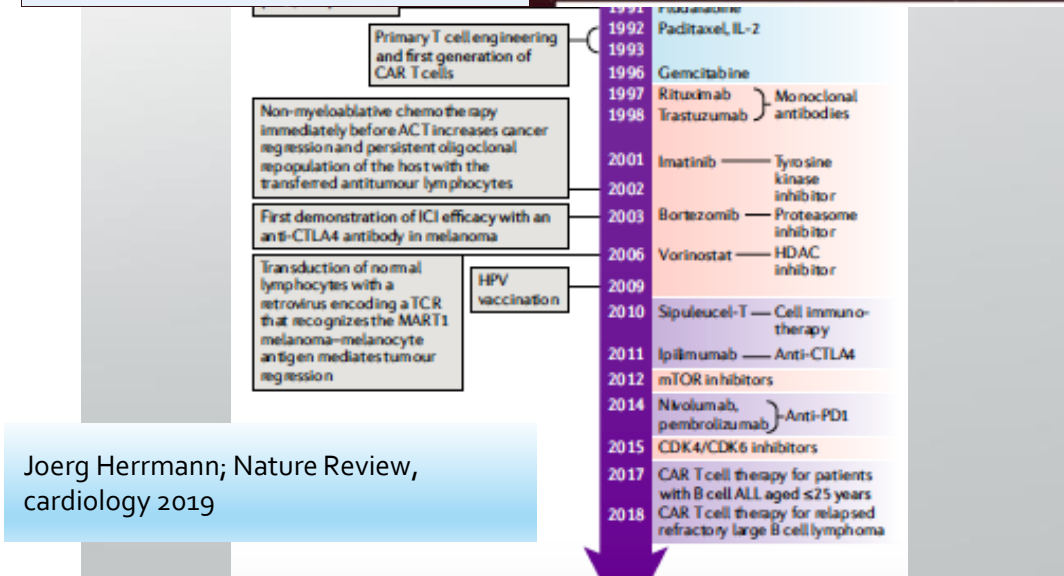 1991 Fludarabine
Primary T cell engineering
and first generation of
CAR T cells
1992 Paclitaxel, IL-2
1993
1996 Gemcitabine
1997 Rituximab
1998 Trastuzumab
Monoclonal
antibodies
Non-myeloablative chemotherapy
immediately before ACT increases cancer
regression and persistent oligoclonal
repopulation of the host with the
transferred antitumour lymphocytes
2001 Imatinib Tyrosine
kinase
inhibitor
2002
First demonstration of ICI efficacy with an
anti-CTLA4 antibody in melanoma
2003 Bortezomib Proteasome
inhibitor
2006 Vorinostat HDAC
inhibitor
Transduction of normal
lymphocytes with a
retrovirus encoding a TCR
that recognizes the MART1
melanoma–melanocyte
antigen mediates tumour
regression
HPV
vaccination
2009
2010 Sipuleucel-T Cell immuno-
therapy
2011 Ipilimumab Anti-CTLA4
2012 mTOR inhibitors
2014 Nivolumab,
pembrolizumab
Anti-PD1
2015 CDK4/CDK6 inhibitors
2017 CAR T cell therapy for patients
with B cell ALL aged ≤25 years
2018 CAR T cell therapy for relapsed
refractory large B cell lymphoma
Joerg Herrmann; Nature Review,
cardiology 2019